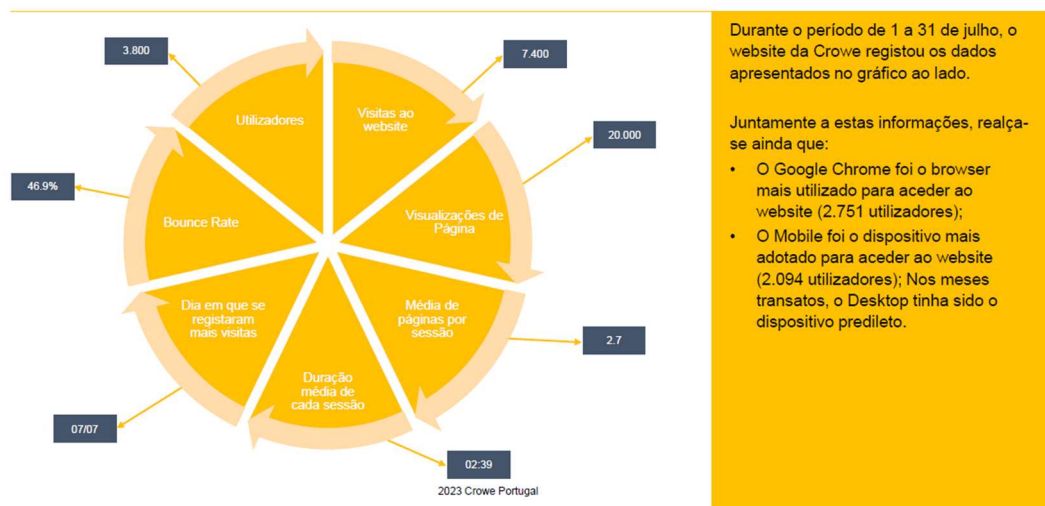 3.800
7.400
Utilizadores
Visitas ao
website
20.000
46.9%
Bounce Rate
Visualizações de
Página
Dia em que se
registaram
mais visitas
Média de
páginas por
sessão
2.7
Duração
média de
cada sessão
07/07
02:39
2023 Crowe Portugal
Durante o período de 1 a 31 de julho, o
website da Crowe registou os dados
apresentados no gráfico ao lado.
Juntamente a estas informações, realça-
se ainda que:
• O Google Chrome foi o browser
mais utilizado para aceder ao
website (2.751 utilizadores);
• O Mobile foi o dispositivo mais
adotado para aceder ao website
(2.094 utilizadores); Nos meses
transatos, o Desktop tinha sido o
dispositivo predileto.